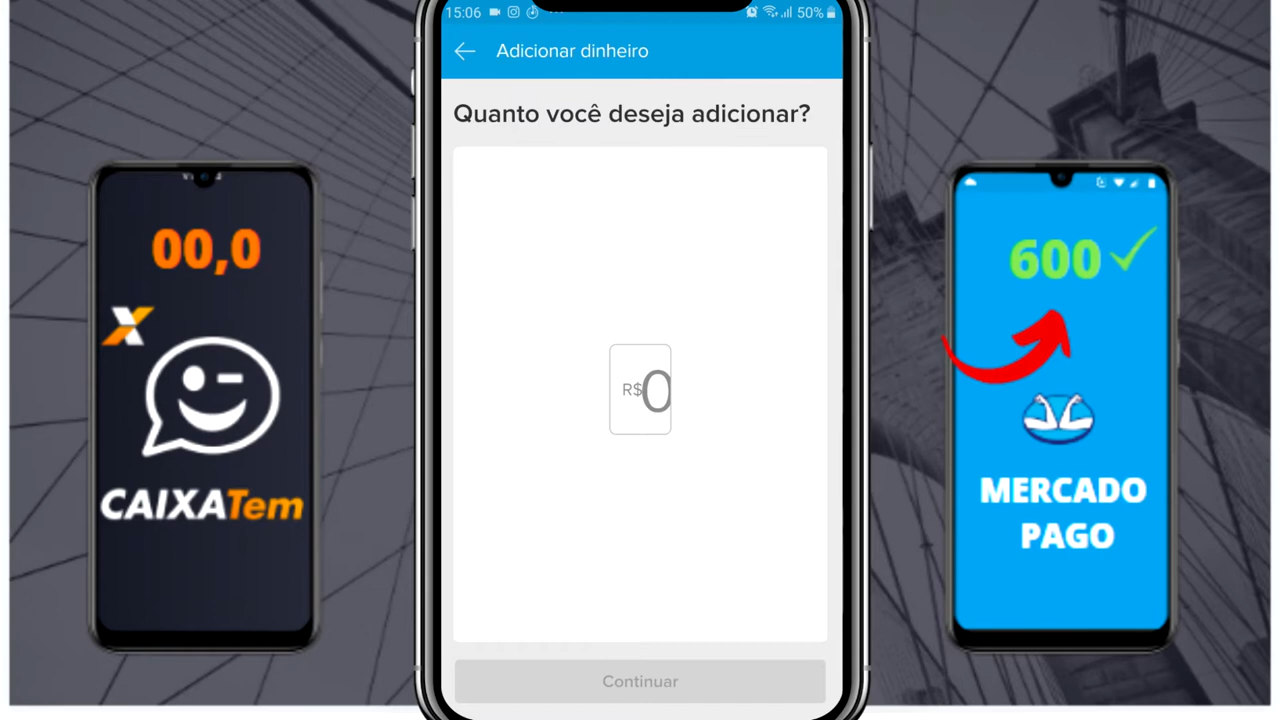 15:06
50%
Adicionar dinheiro
Quanto você deseja adicionar?
R$0
Continuar
00,0
CAIXATem
600
MERCADO
PAGO